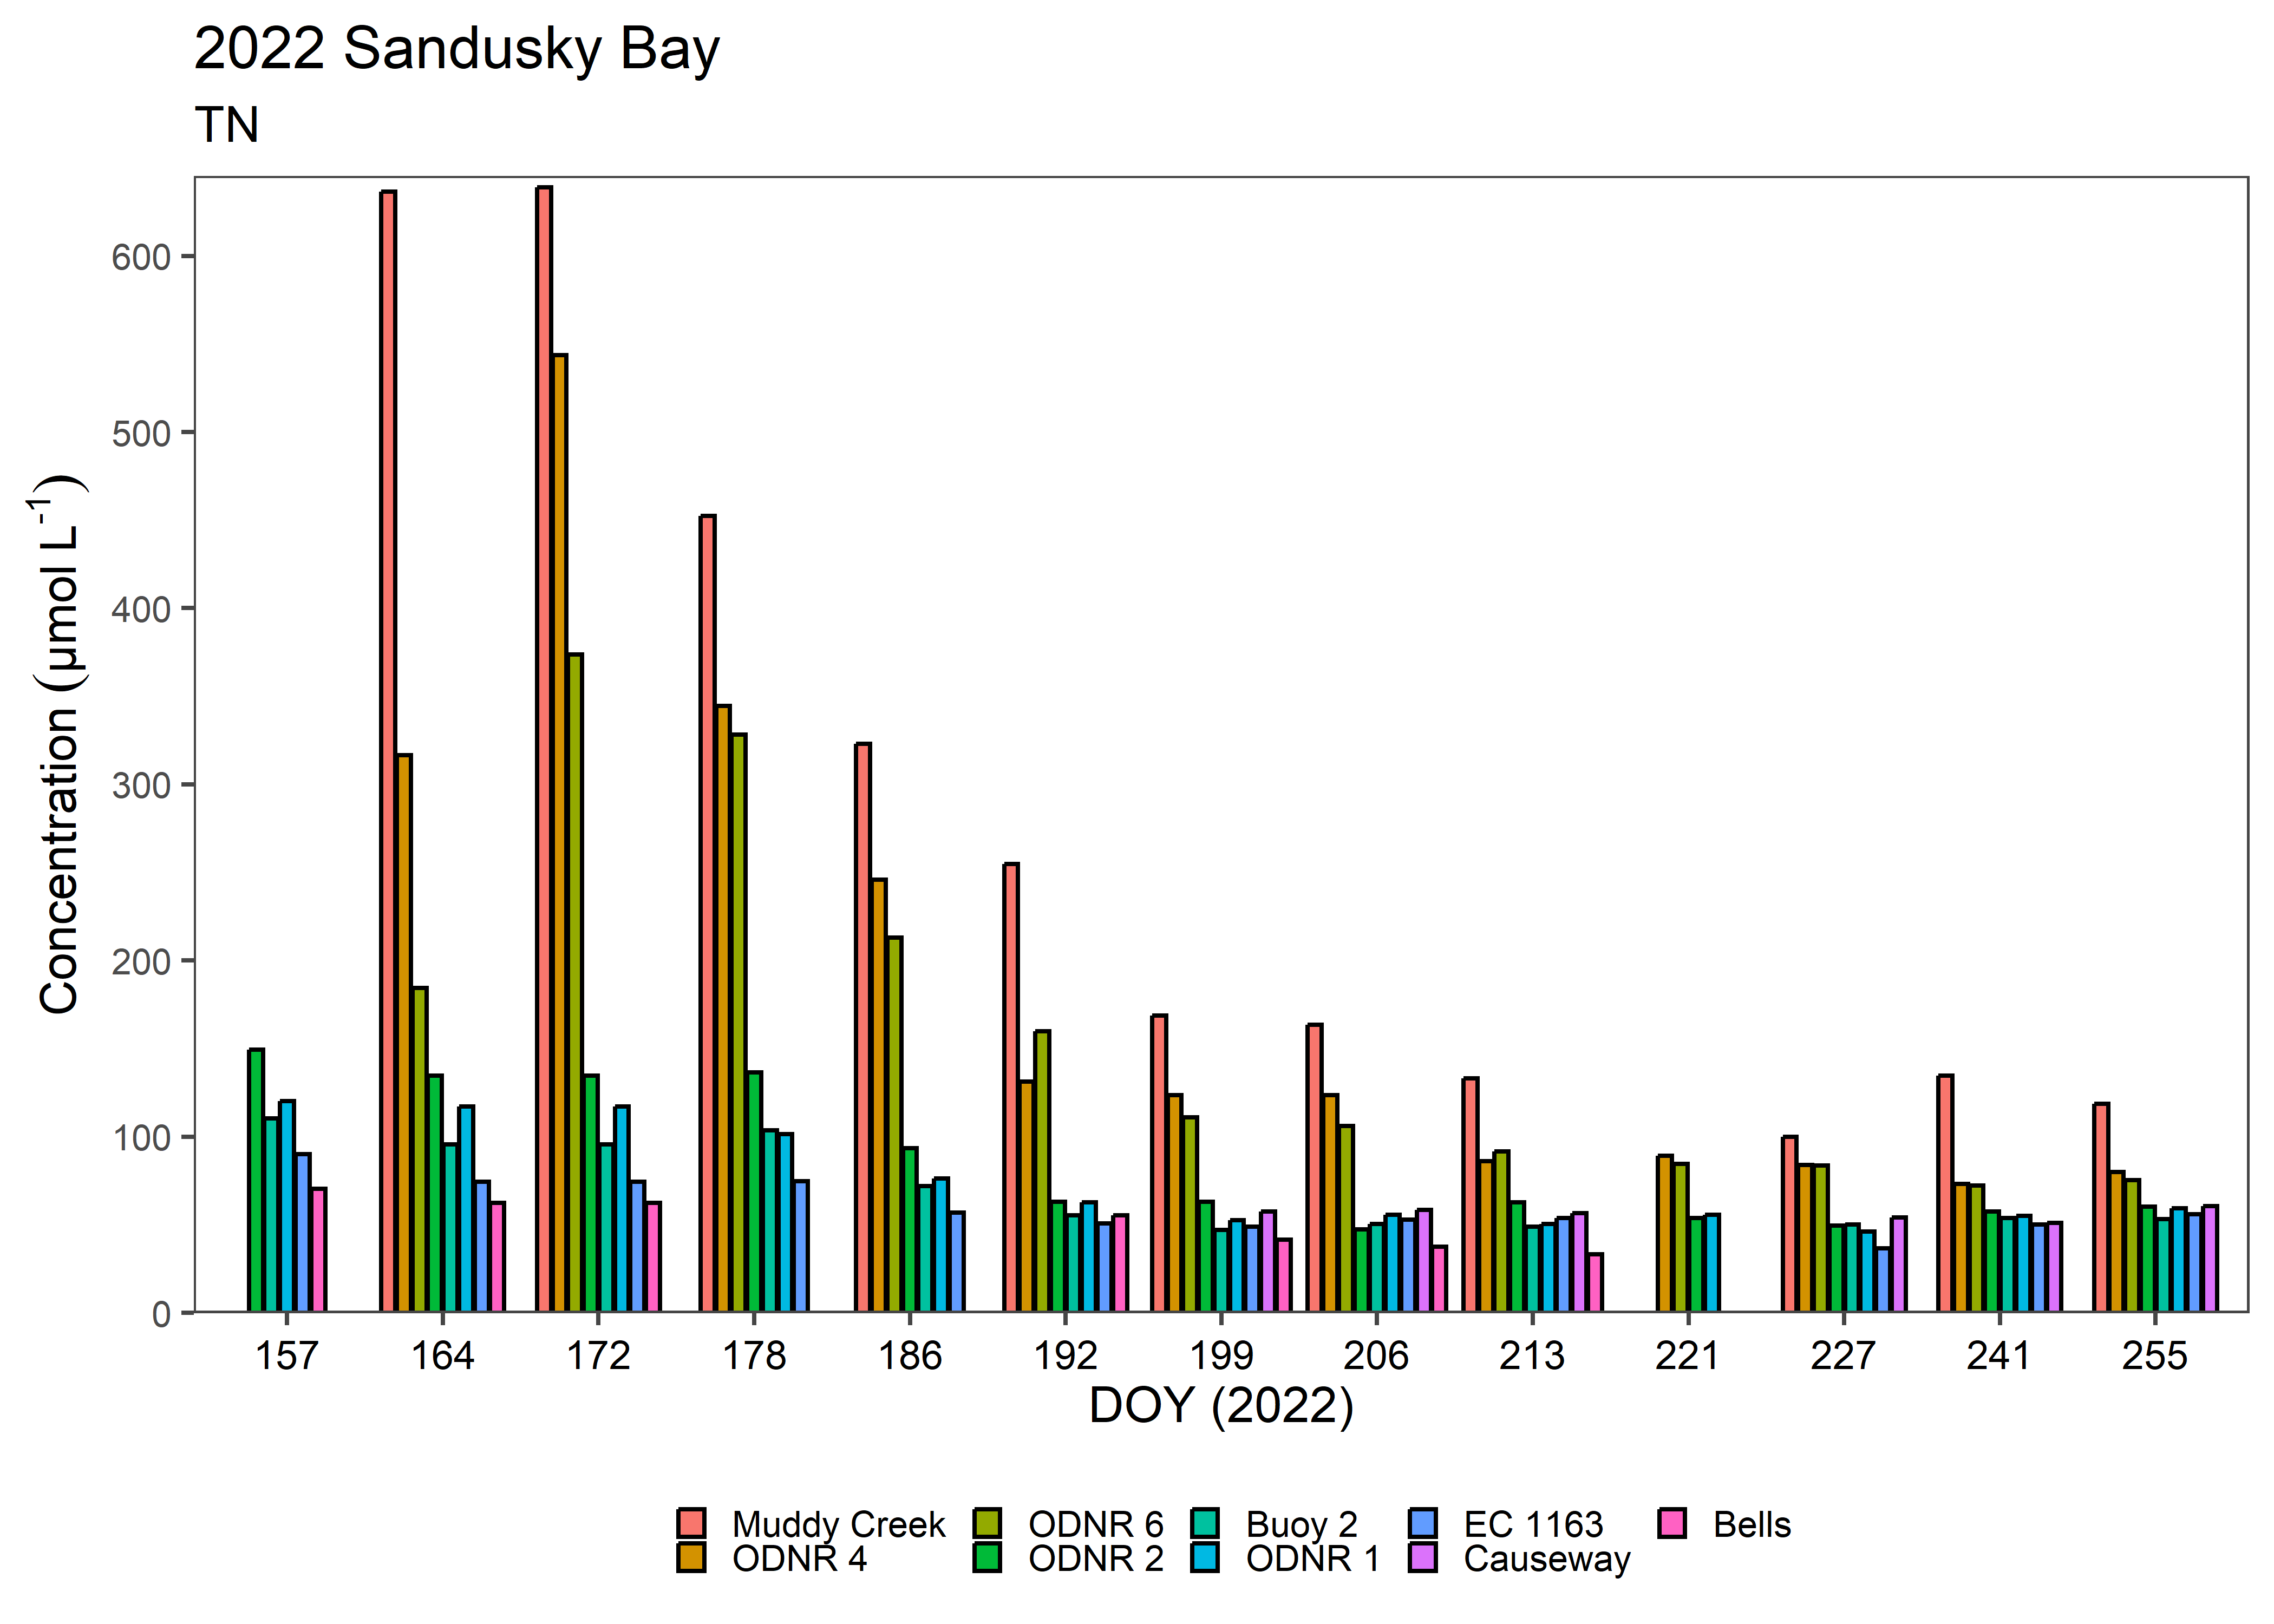 2022 Sandusky Bay
TN
Concentration (µmol L-1)
600
500
400
300
200
100
0
157 164 172 178 186 192 199 206 213 221 227 241 255
DOY (2022)
Muddy Creek ODNR 6 Buoy 2 EC 1163 Bells
ODNR 4 ODNR 2 ODNR 1 Causeway